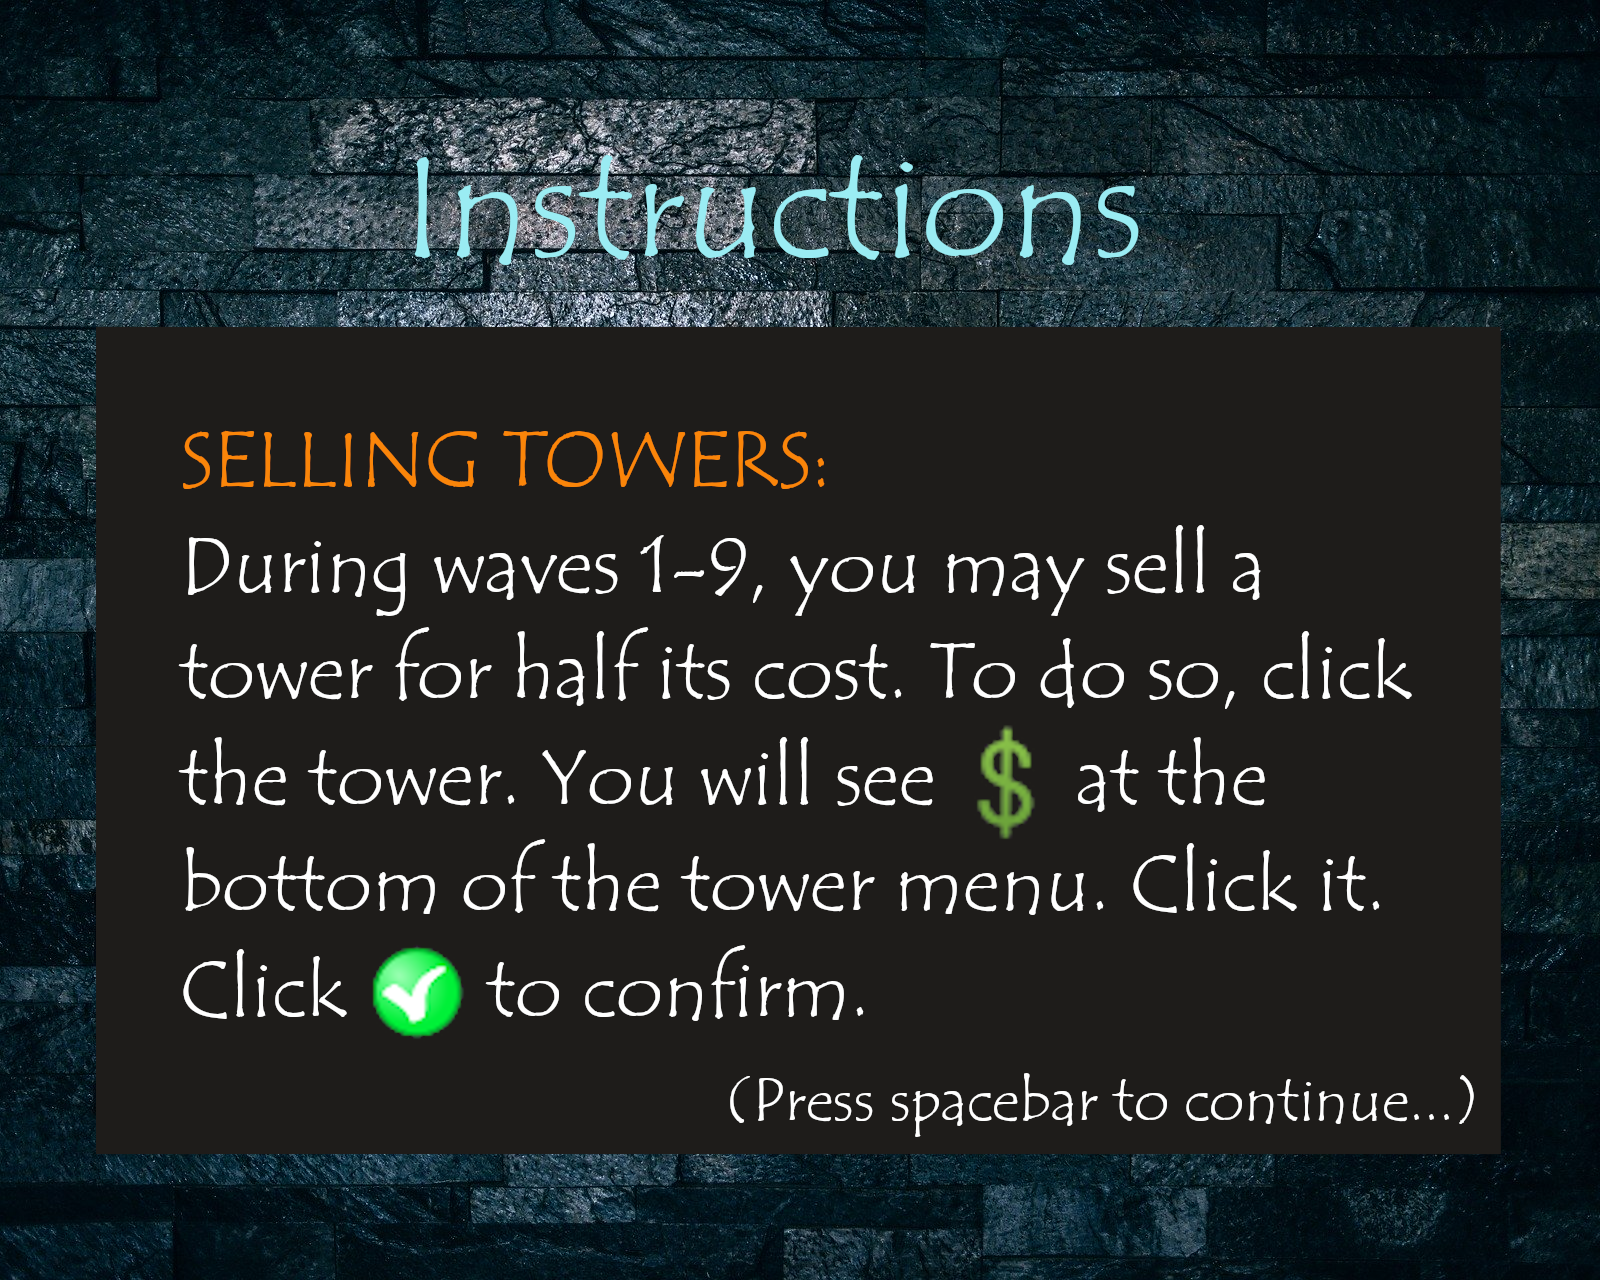 Instructions
SELLING TOWERS:
During waves 1-9, you may sell a
tower for half its cost. To do so, click
the tower. You will see $ at the
bottom of the tower menu. Click it.
Click ✓ to confirm.
(Press spacebar to continue...)